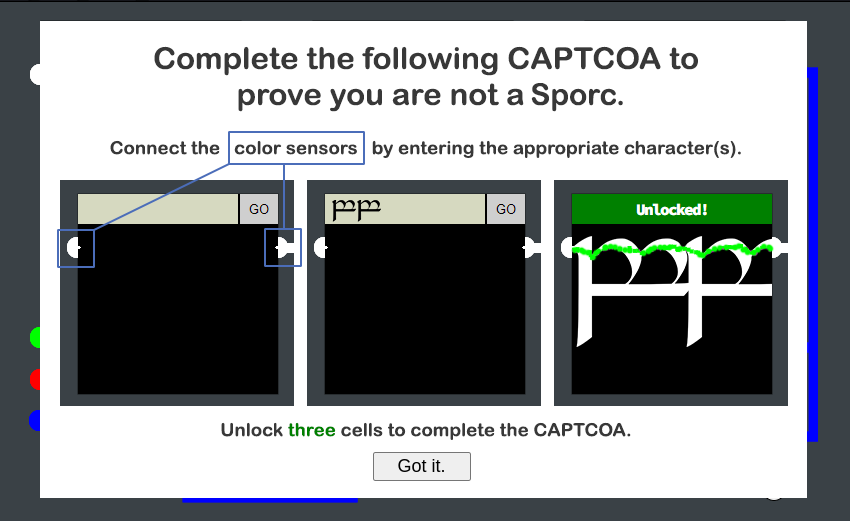 Complete the following CAPTCOA to
prove you are not a Sporc.
Connect the color sensors by entering the appropriate character(s).
GO
GO
Unlocked!
Unlock three cells to complete the CAPTCOA.
Got it.